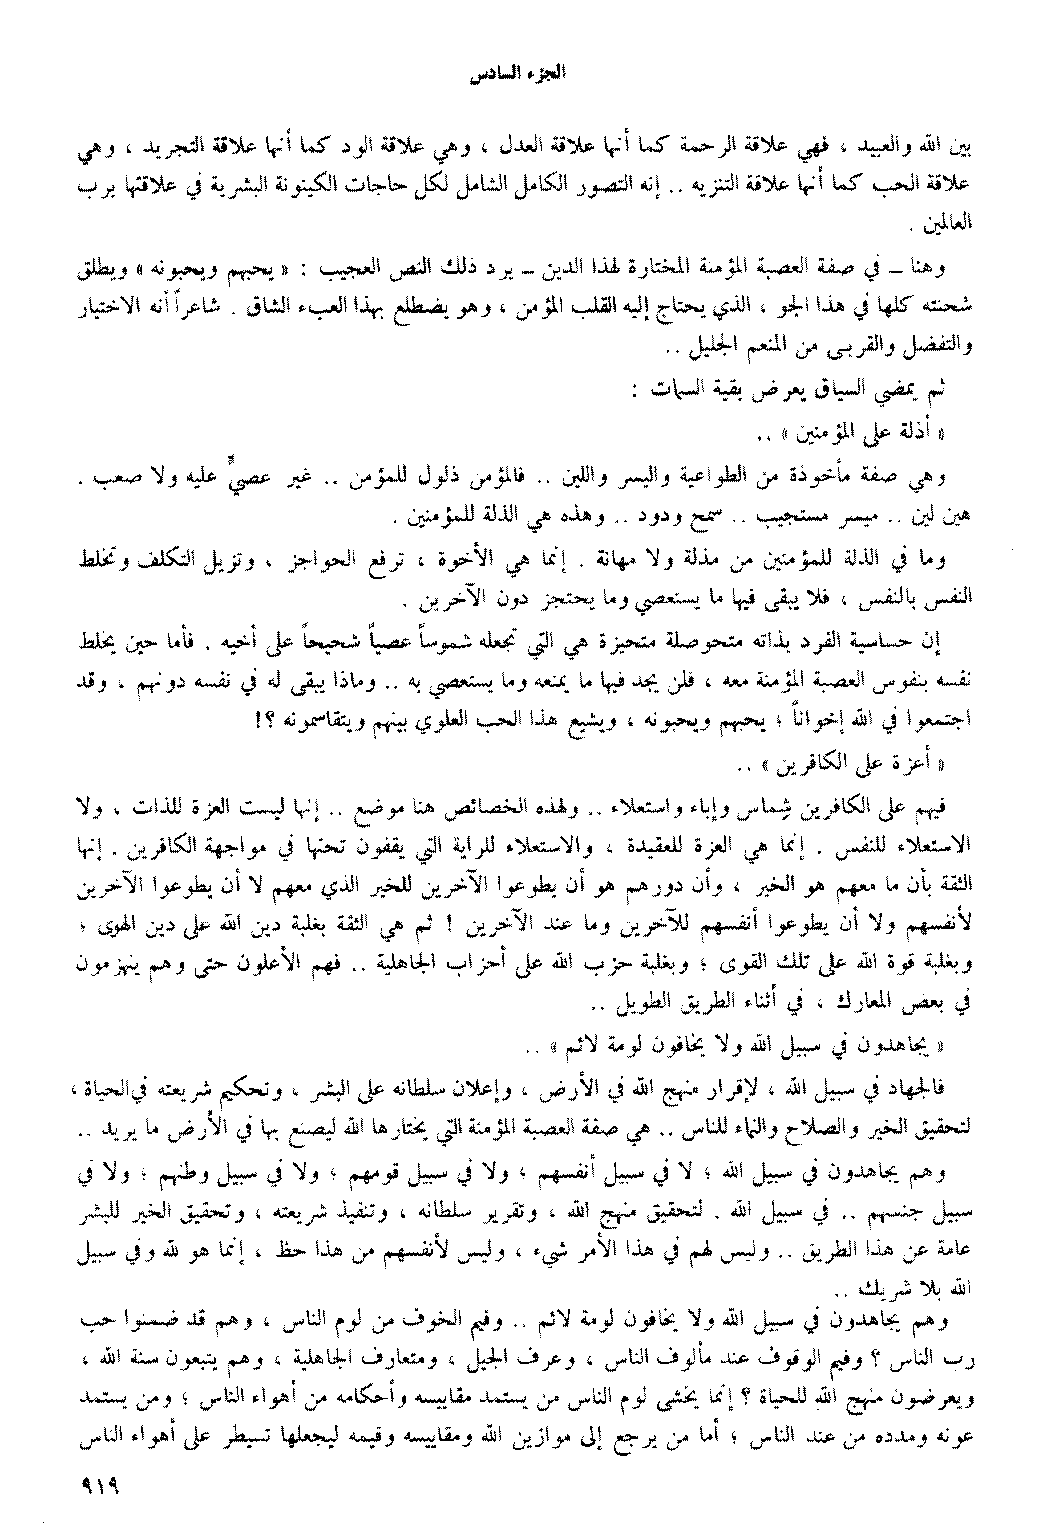 الجزء السادس
بين الله والعبيد ، فهي علاقة الرحمة كما أنها علاقة العدل ، وهي علاقة الود كما أنها علاقة التجريد ، وهي
علاقة الحب كما أنها علاقة التنزيه .. إنه التصور الكامل الشامل لكل حاجات الكينونة البشرية في علاقتها برب
العالمين .
وهنا – في صفة العصبة المؤمنة المختارة لهذا الدين – يرد ذلك النص العجيب : « يحبهم ويحبونه » ويطلق
شحنته كلها في هذا الجو ، الذي يحتاج إليه القلب المؤمن ، وهو يضطلع بهذا العبء الشاق . شاعراً أنه الاختيار
والتفضل والقربى من المنعم الجليل ..
ثم يمضي السياق يعرض بقية السمات :
« أذلة على المؤمنين » ..
وهي صفة مأخوذة من الطواعية واليسر واللين .. فالمؤمن ذلول للمؤمن .. غير عصيٍّ عليه ولا صعب .
هين لين .. ميسر مستجيب .. سمح ودود .. وهذه هي الذلة للمؤمنين .
وما في الذلة للمؤمنين من مذلة ولا مهانة . إنما هي الأخوة ، ترفع الحواجز ، وتزيل التكلف وتخلط
النفس بالنفس ، فلا يبقى فيها ما يستعصي وما يحتجز دون الآخرين .
إن حساسية الفرد بذاته متحوصلة متحيزة هي التي تجعله شموساً عصياً شحيحاً على أخيه . فأما حين يخلط
نفسه بنفوس العصبة المؤمنة معه ، فلن يجد فيها ما يمنعه وما يستعصي به .. وماذا يبقى له في نفسه دونهم ، وقد
اجتمعوا في الله إخواناً ؛ يحبهم ويحبونه ، ويشيع هذا الحب العلوي بينهم ويتقاسمونه ؟!
« أعزة على الكافرين » ..
فيهم على الكافرين شِماس وإباء واستعلاء .. ولهذه الخصائص هنا موضع .. إنها ليست العزة للذات ، ولا
الاستعلاء للنفس . إنما هي العزة للعقيدة ، والاستعلاء للراية التي يقفون تحتها في مواجهة الكافرين . إنها
الثقة بأن ما معهم هو الخير ، وأن دورهم هو أن يطوعوا الآخرين للخير الذي معهم لا أن يطوعوا الآخرين
لأنفسهم ولا أن يطوعوا أنفسهم للآخرين وما عند الآخرين ! ثم هي الثقة بغلبة دين الله على دين الهوى ؛
وبغلبة قوة الله على تلك القوى ؛ وبغلبة حزب الله على أحزاب الجاهلية .. فهم الأعلون حتى وهم ينهزمون
في بعض المعارك ، في أثناء الطريق الطويل ..
« يجاهدون في سبيل الله ولا يخافون لومة لائم » ..
فالجهاد في سبيل الله ، لإقرار منهج الله في الأرض ، وإعلان سلطانه على البشر ، وتحكيم شريعته في الحياة ،
لتحقيق الخير والصلاح والنماء للناس .. هي صفة العصبة المؤمنة التي يختارها الله ليصنع بها في الأرض ما يريد ..
وهم يجاهدون في سبيل الله ؛ لا في سبيل أنفسهم ؛ ولا في سبيل قومهم ؛ ولا في سبيل وطنهم ؛ ولا في
سبيل جنسهم .. في سبيل الله . لتحقيق منهج الله ، وتقرير سلطانه ، وتنفيذ شريعته ، وتحقيق الخير للبشر
عامة عن هذا الطريق .. وليس لهم في هذا الأمر شيء ، وليس لأنفسهم من هذا حظ ، إنما هو لله وفي سبيل
الله بلا شريك ..
وهم يجاهدون في سبيل الله ولا يخافون لومة لائم .. وفيم الخوف من لوم الناس ، وهم قد ضمنوا حب
رب الناس ؟ وفيم الوقوف عند مألوف الناس ، وعرف الجيل ، ومتعارف الجاهلية ، وهم يتبعون سنة الله ،
ويعرضون منهج الله للحياة ؟ إنما يخشى لوم الناس من يستمد مقاييسه وأحكامه من أهواء الناس ؛ ومن يستمد
عونه ومدده من عند الناس ؛ أما من يرجع إلى موازين الله ومقاييسه وقيمه ليجعلها تسيطر على أهواء الناس
٩١٩